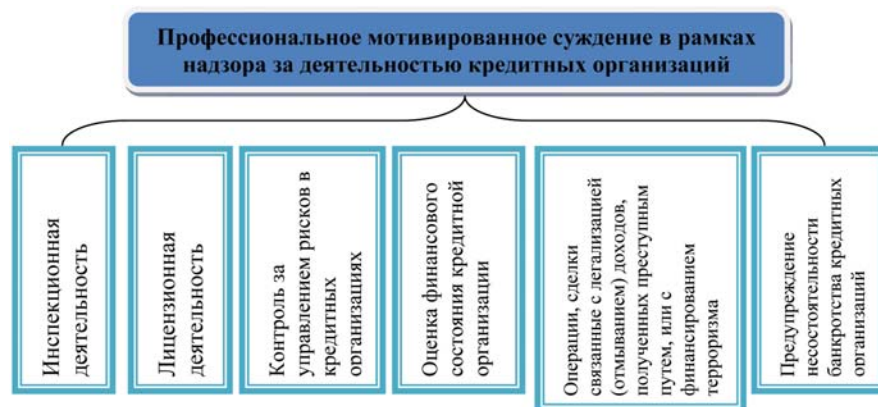 Профессиональное мотивированное суждение в рамках
надзора за деятельностью кредитных организаций
Инспекционная
деятельность
Лицензионная
деятельность
Контроль за
управлением рисков в
кредитных
организациях
Оценка финансового
состояния кредитной
организации
Операции, сделки
связанные с легализацией
(отмыванием) доходов,
полученных преступным
путем, или с
финансированием
терроризма
Предупреждение
несостоятельности
банкротства кредитных
организаций